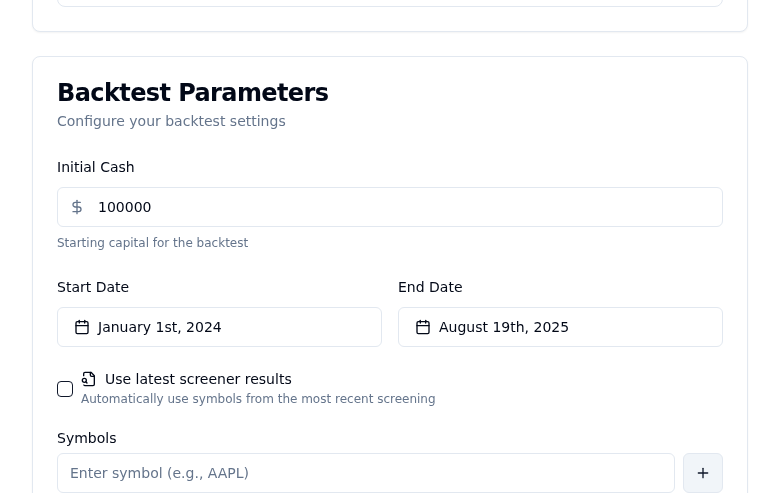 Backtest Parameters
Configure your backtest settings
Initial Cash
$ 100000
Starting capital for the backtest
Start Date
End Date
January 1st, 2024
August 19th, 2025
Use latest screener results
Automatically use symbols from the most recent screening
Symbols
Enter symbol (e.g., AAPL)
+